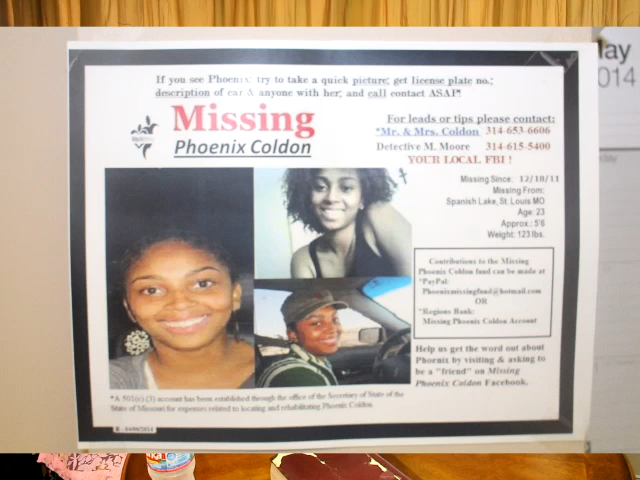 If you see Phoenix: try to take a quick picture; get license plate no.;
description of car & anyone with her; and call contact ASAP!
Missing
Phoenix Coldon
For leads or tips please contact:
*Mr. & Mrs. Coldon 314-653-6606
Detective M. Moore 314-615-5400
YOUR LOCAL FBI !
Missing Since: 12/18/11
Missing From:
Spanish Lake, St. Louis MO
Age: 23
Approx.: 5'6
Weight: 123 lbs.
Contributions to the Missing
Phoenix Coldon fund can be made at
*PayPal:
Phoenixmissingfund@hotmail.com
OR
*Regions Bank:
Missing Phoenix Coldon Account
Help us get the word out about
Phoenix by visiting & asking to
be a "friend" on Missing
Phoenix Coldon Facebook.
*A 501(c) (3) account has been established through the office of the Secretary of State of the
State of Missouri for expenses related to locating and rehabilitating Phoenix Coldon.
lay
2014